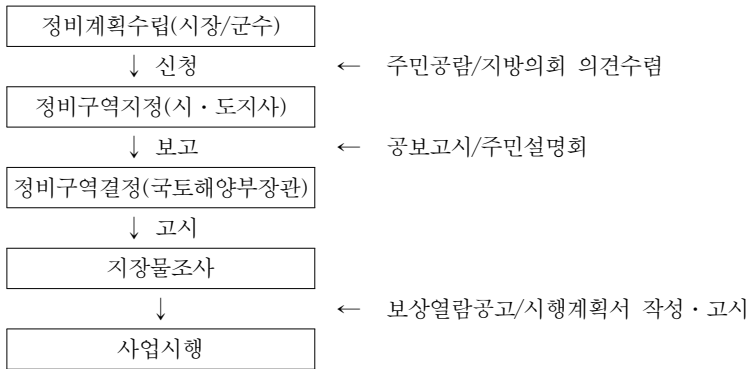 정비계획수립(시장/군수)
↓ 신청 ← 주민공람/지방의회 의견수렴
정비구역지정(시・도지사)
↓ 보고 ← 공보고시/주민설명회
정비구역결정(국토해양부장관)
↓ 고시
지장물조사
↓ ← 보상열람공고/시행계획서 작성・고시
사업시행